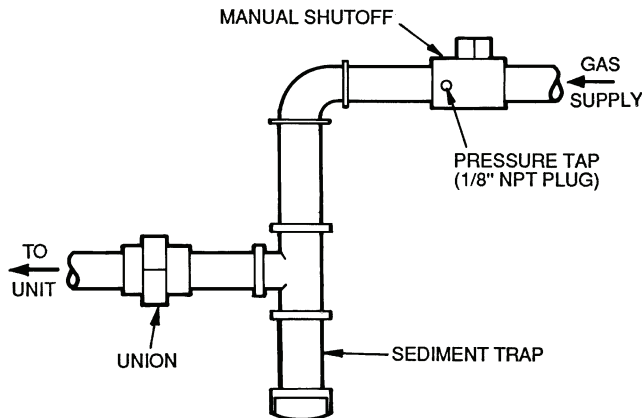 MANUAL SHUTOFF
GAS
SUPPLY
PRESSURE TAP
(1/8" NPT PLUG)
TO
UNIT
UNION
SEDIMENT TRAP